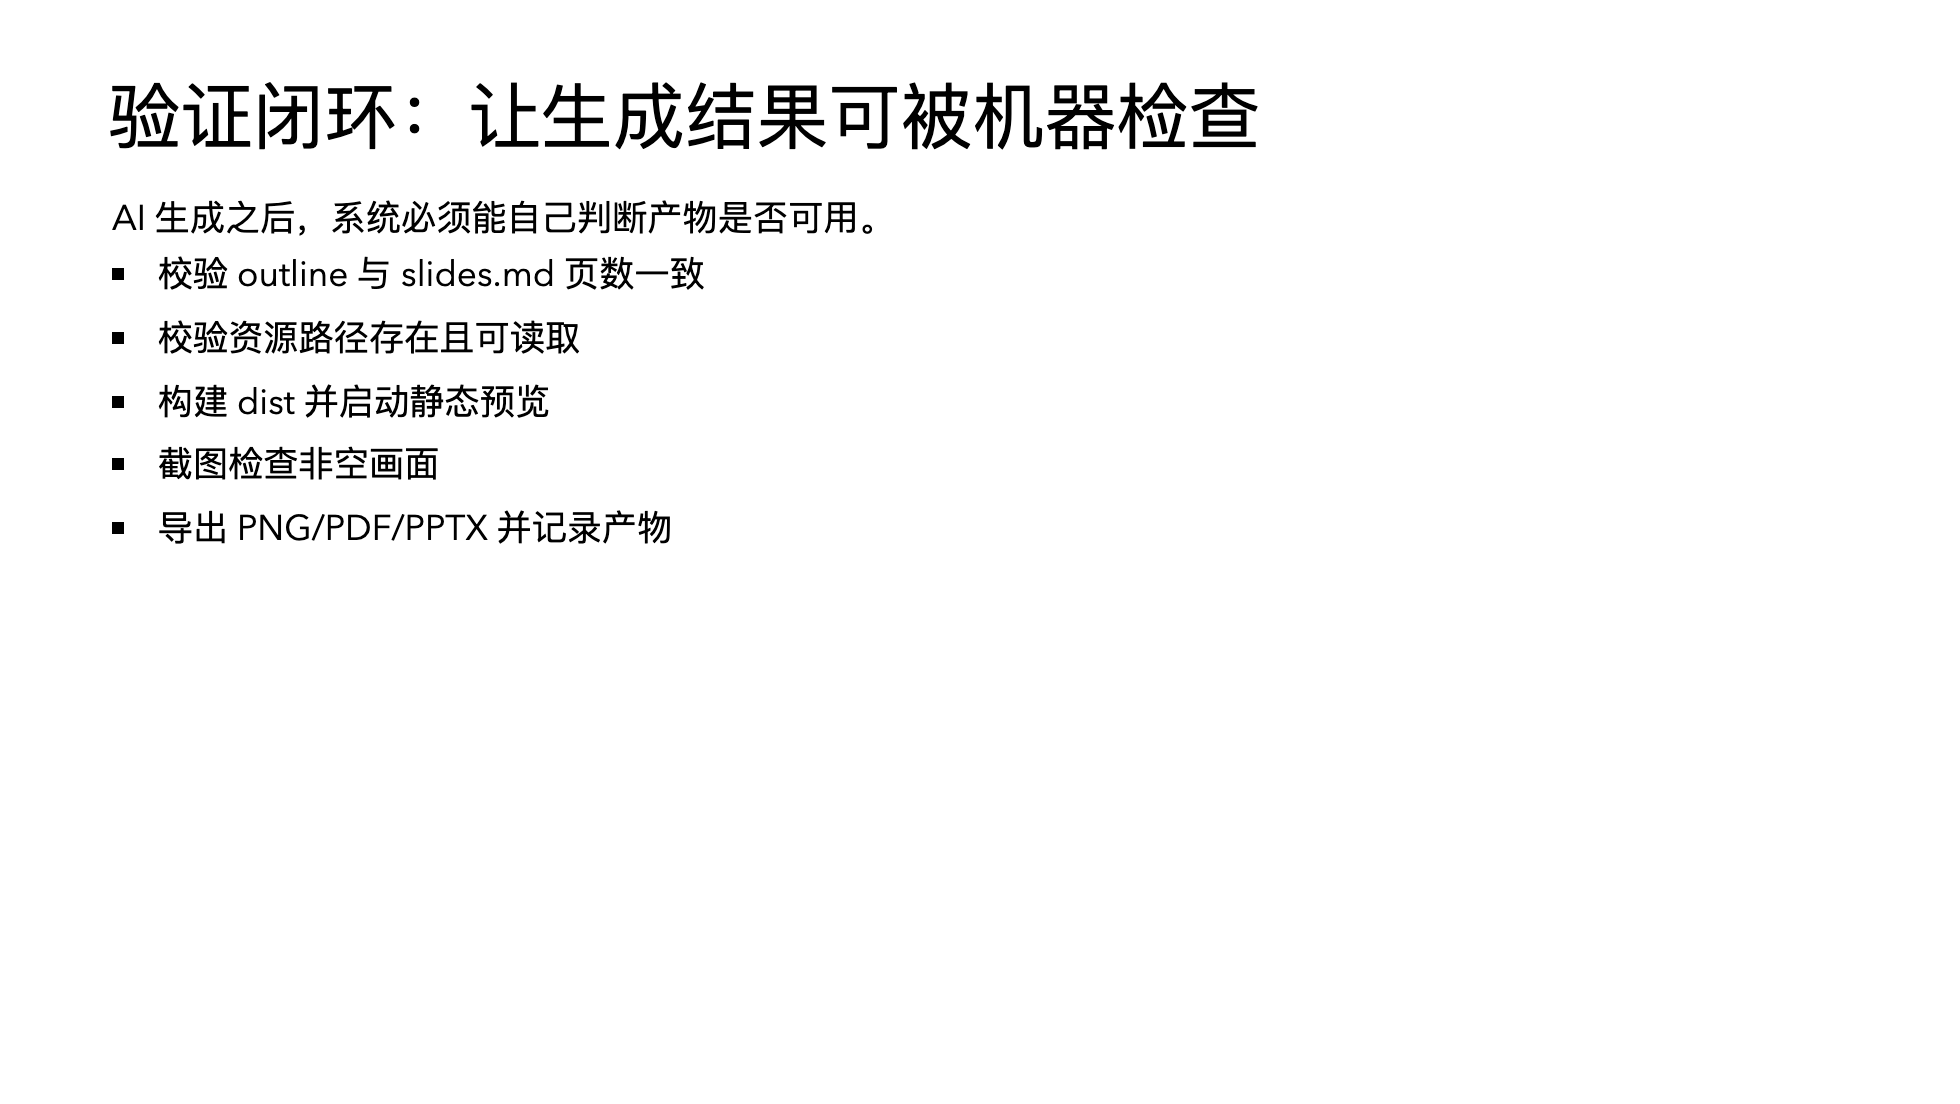 验证闭环：让生成结果可被机器检查
AI 生成之后，系统必须能自己判断产物是否可用。
▪ 校验 outline 与 slides.md 页数一致
▪ 校验资源路径存在且可读取
▪ 构建 dist 并启动静态预览
▪ 截图检查非空画面
▪ 导出 PNG/PDF/PPTX 并记录产物